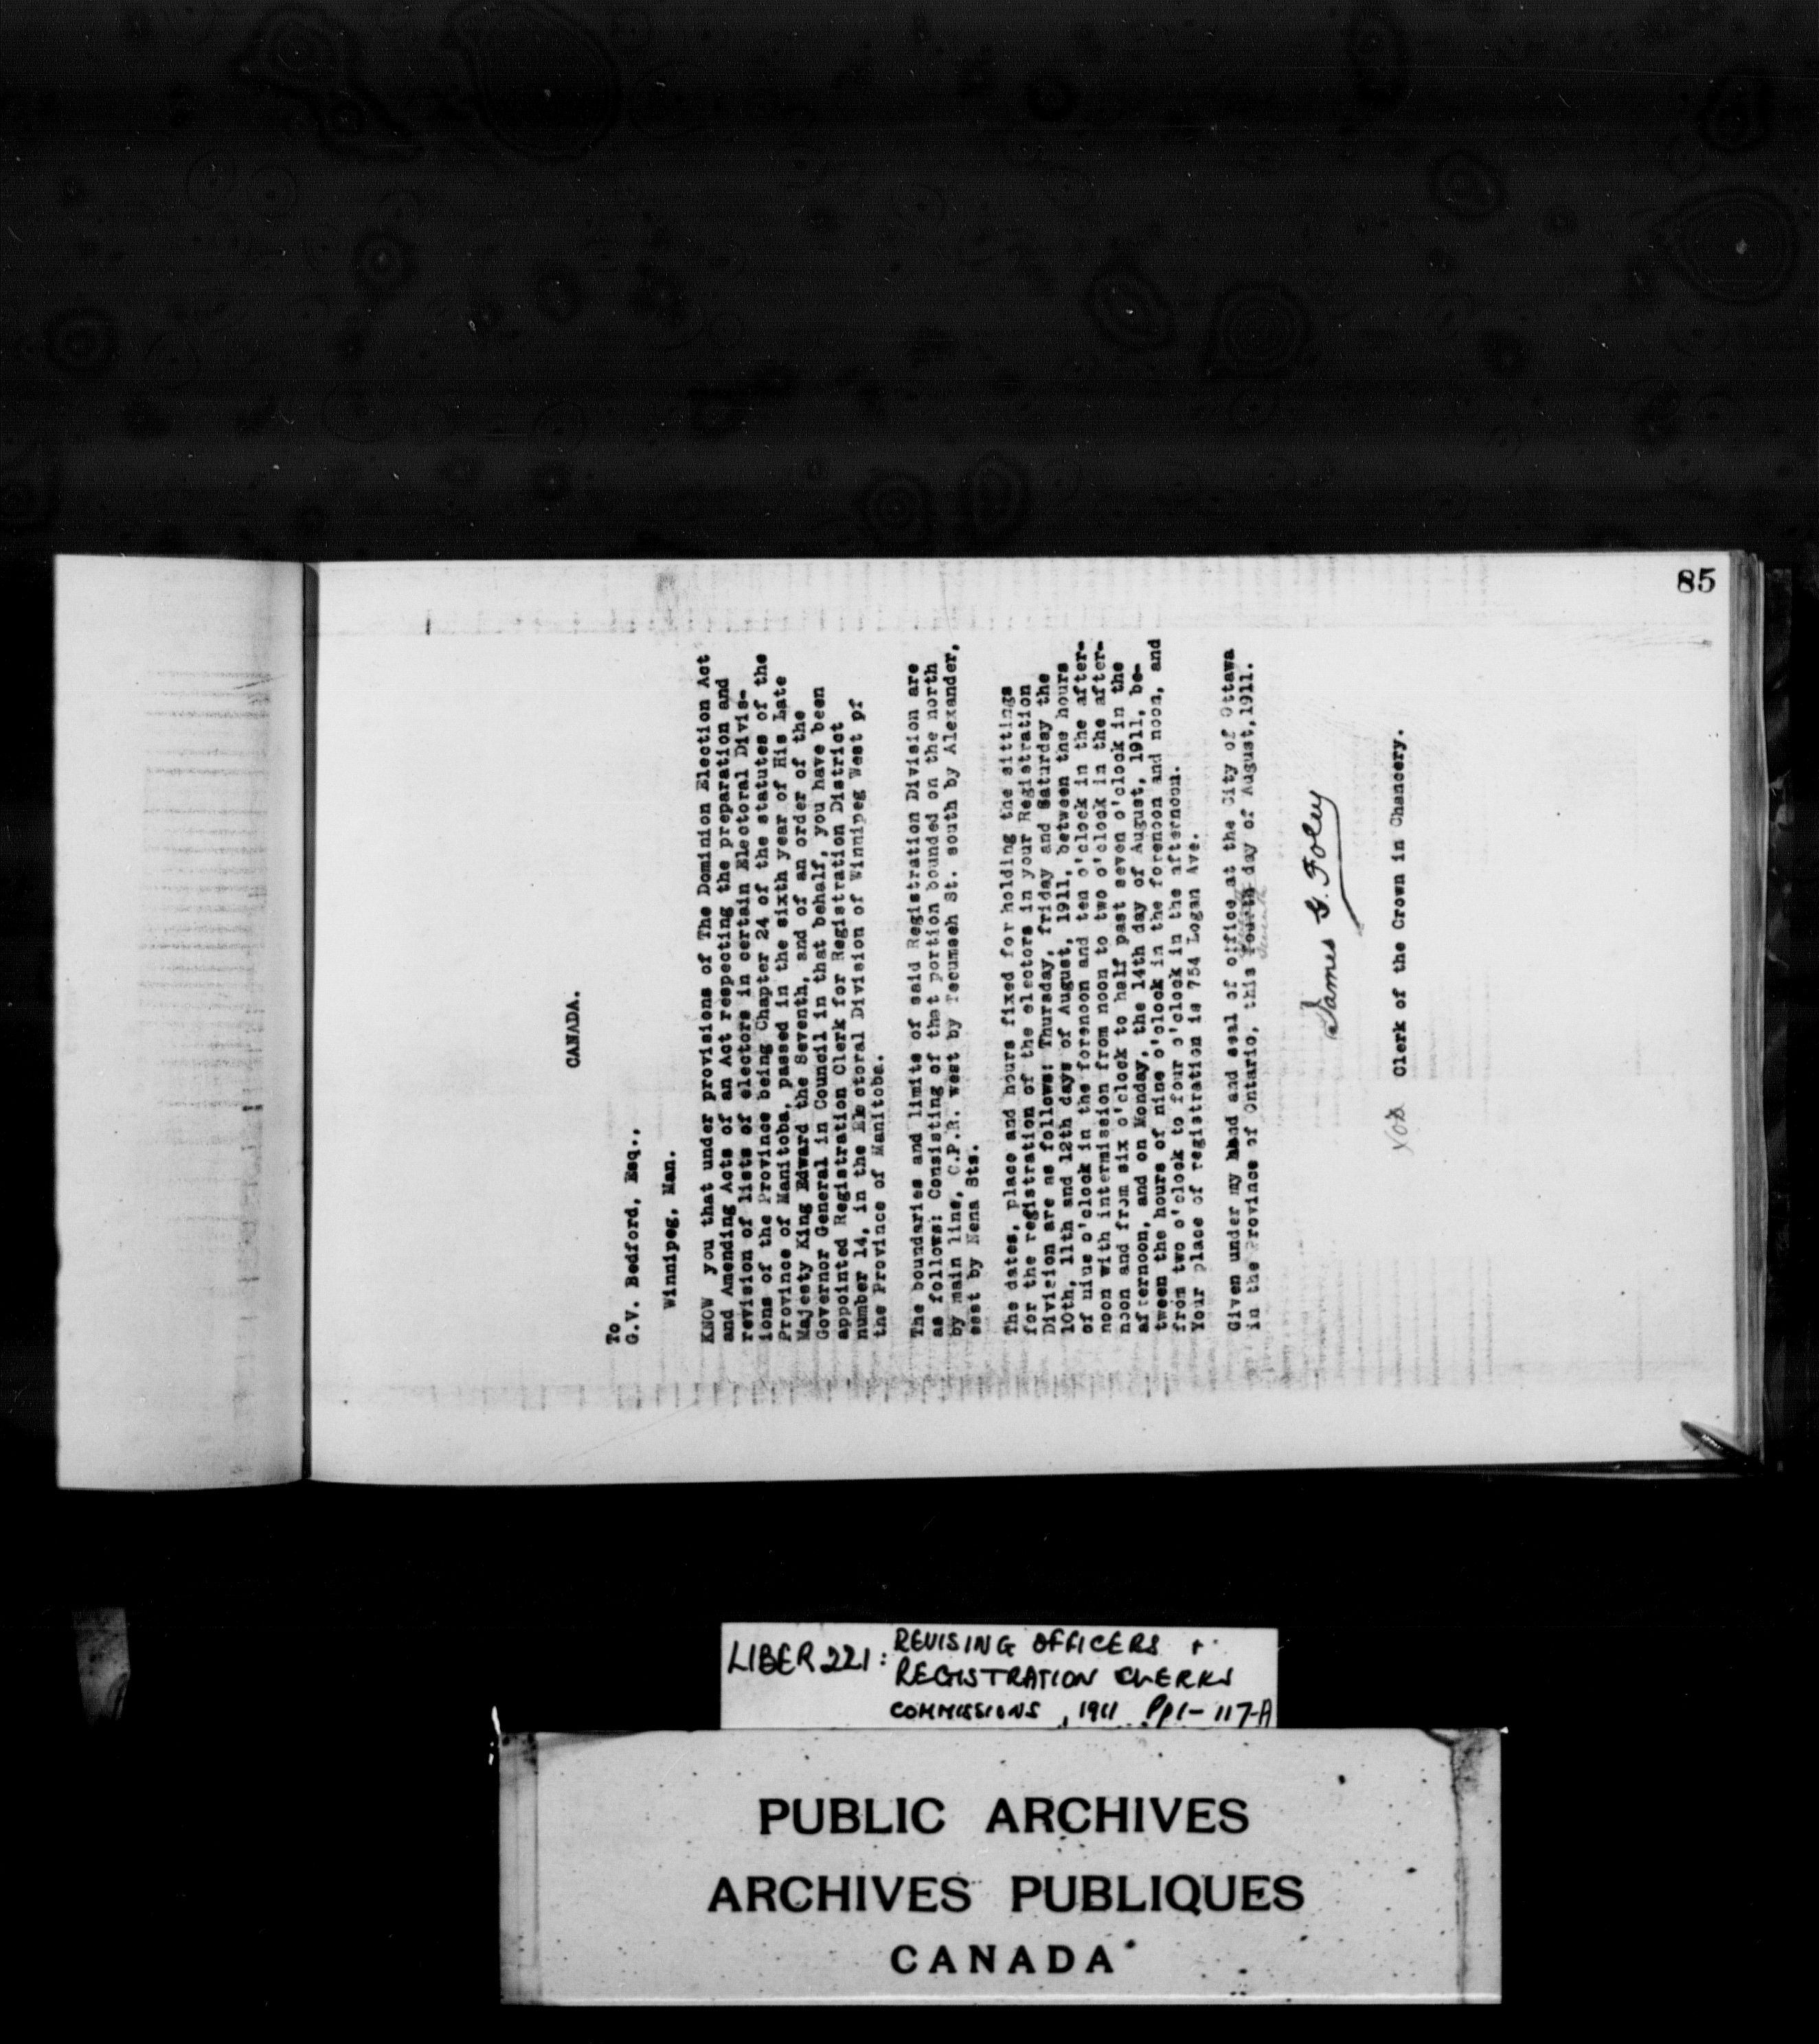 85
CANADA.
To
G.V. Bedford, Esq.,
Winnipeg, Man.
KNOW you that under provisions of The Dominion Election Act
and Amending Acts of an Act respecting the preparation and
revision of lists of electors in certain Electoral Divis-
ions of the Province being Chapter 24 of the statutes of the
Province of Manitoba, passed in the sixth year of His Late
Majesty King Edward the Seventh, and of an order of the
Governor General in Council in that behalf, you have been
appointed Registration Clerk for Registration District
number 14, in the Electoral Division of Winnipeg West pf
the Province of Manitoba.
The boundaries and limits of said Registration Division are
as follows: Consisting of that portion bounded on the north
by main line, C.P.R. west by Tecumseh St. south by Alexander,
east by Nena Sts.
The dates, place and hours fixed for holding the sittings
for the registration of the electors in your Registration
Division are as follows: Thursday, friday and Saturday the
10th, 11th and 12th days of August, 1911, between the hours
of niue o'clock in the forenoon and ten o'clock in the after-
noon with intermission from noon to two o'clock in the after-
noon and from six o'clock to half past seven o'clock in the
afternoon, and on Monday, the 14th day of August, 1911, be-
tween the hours of nine o'clock in the forenoon and noon, and
from two o'clock to four o'clock in the afternoon.
Your place of registration is 754 Logan Ave.
Given under my hand and seal of office at the City of Ottawa
in the Province of Ontario, this fourth day of August, 1911.
James G. Foley
Clerk of the Crown in Chancery.
LIBER 221: REVISING OFFICERS +
REGISTRATION CLERKS
COMMISSIONS, 1911 Pp 1-117-A
PUBLIC ARCHIVES
ARCHIVES PUBLIQUES
CANADA